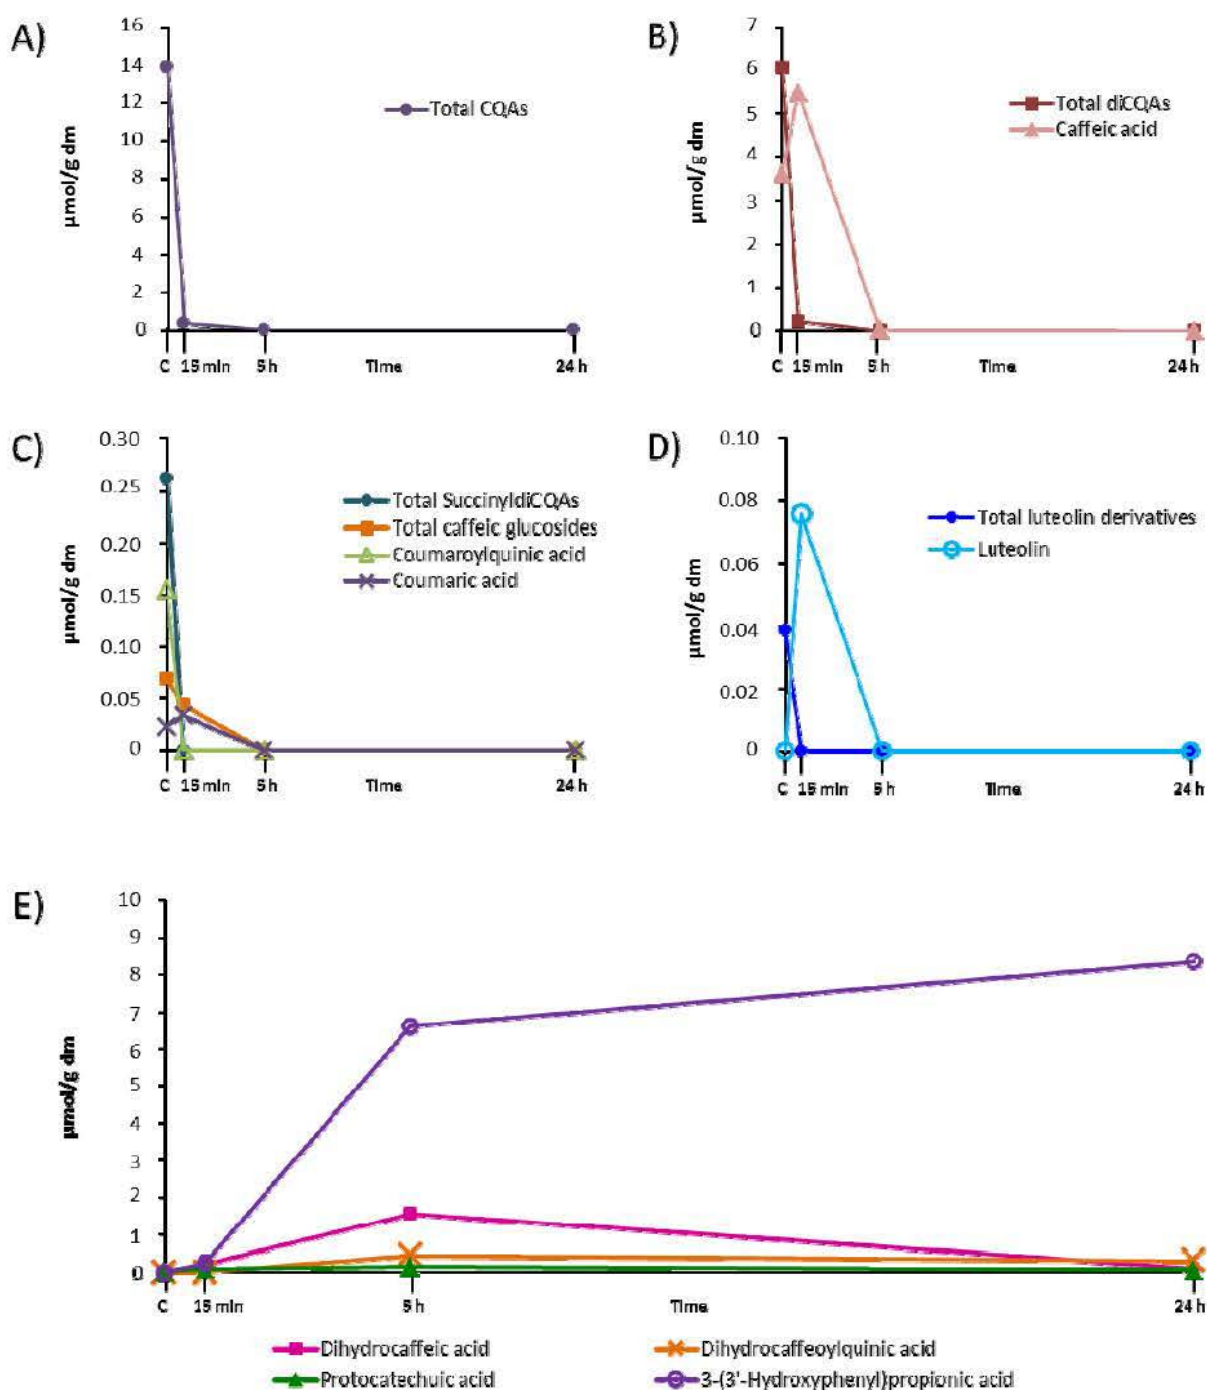 A)
16
14
12
10
8
6
4
2
0
µmol/g dm
Total CQAs
C 15 min 5 h Time 24 h
B)
7
6
5
4
3
2
1
0
µmol/g dm
Total diCQAs
Caffeic acid
C 15 min 5 h Time 24 h
C)
0.30
0.25
0.20
0.15
0.10
0.05
0
µmol/g dm
Total SuccinyldiCQAs
Total caffeic glucosides
Coumaroylquinic acid
Coumaric acid
C 15 min 5 h Time 24 h
D)
0.10
0.08
0.06
0.04
0.02
0
µmol/g dm
Total luteolin derivatives
Luteolin
C 15 min 5 h Time 24 h
E)
10
9
8
7
6
5
4
3
2
1
0
µmol/g dm
C 15 min 5 h Time 24 h
Dihydrocaffeic acid
Dihydrocaffeoylquinic acid
Protocatechuic acid
3-(3'-Hydroxyphenyl)propionic acid